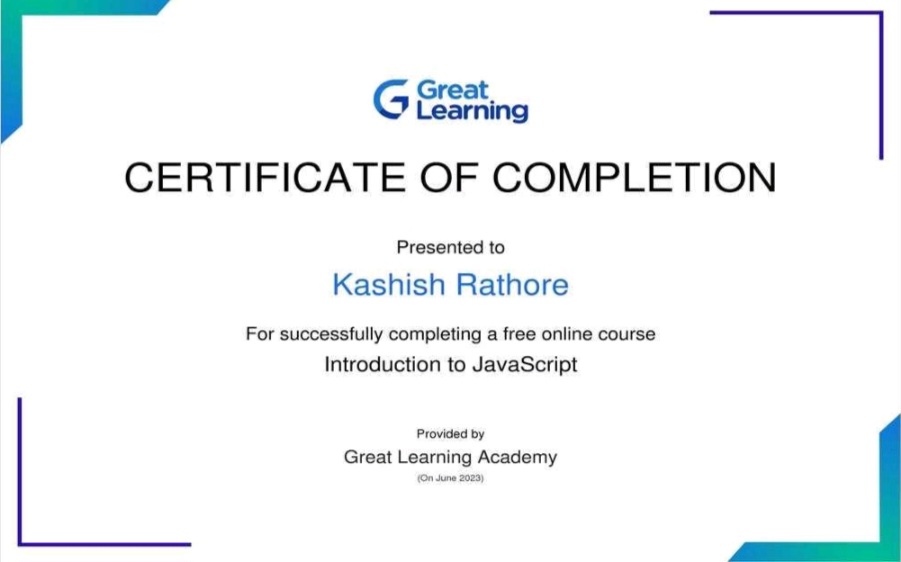 Great
Learning
CERTIFICATE OF COMPLETION
Presented to
Kashish Rathore
For successfully completing a free online course
Introduction to JavaScript
Provided by
Great Learning Academy
(On June 2023)